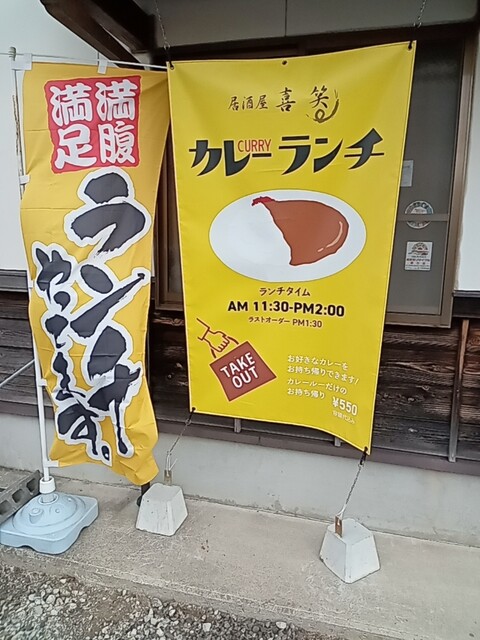 満腹
満足
ランチ
やってます。
居酒屋 喜笑
CURRY
カレーランチ
ランチタイム
AM 11:30-PM2:00
ラストオーダー PM1:30
TAKE
OUT
お好きなカレーを
お持ち帰りできます!
カレールーだけの
お持ち帰り ¥550